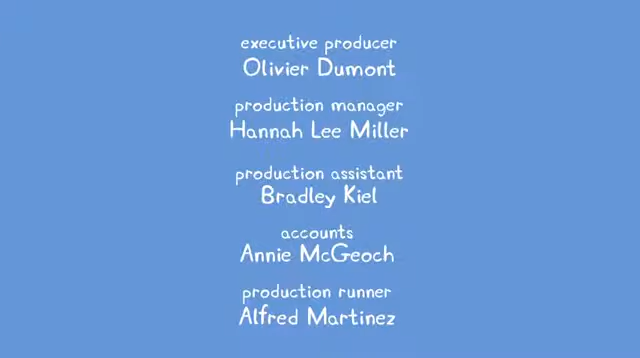 executive producer
Olivier Dumont
production manager
Hannah Lee Miller
production assistant
Bradley Kiel
accounts
Annie McGeoch
production runner
Alfred Martinez